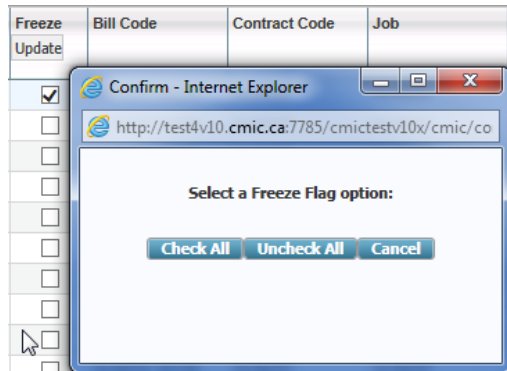 Freeze Bill Code Contract Code Job
Update
Confirm - Internet Explorer
http://test4v10.cmic.ca:7785/cmictestv10x/cmic/co
Select a Freeze Flag option:
Check All Uncheck All Cancel